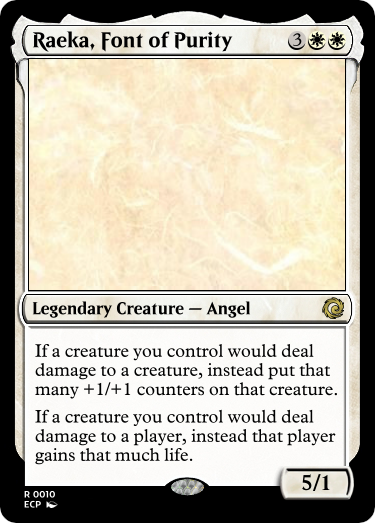 Raeka, Font of Purity 3
Legendary Creature — Angel
If a creature you control would deal
damage to a creature, instead put that
many +1/+1 counters on that creature.
If a creature you control would deal
damage to a player, instead that player
gains that much life.
5/1
R 0010
ECP